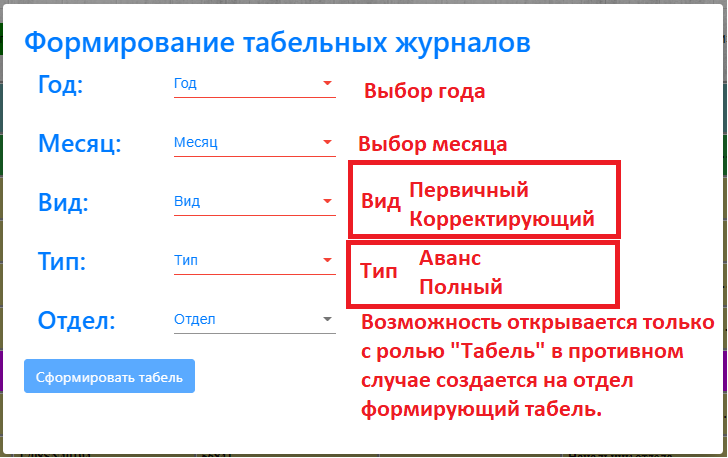 Формирование табельных журналов
Год: Год Выбор года
Месяц: Месяц Выбор месяца
Вид: Вид Вид Первичный
Корректирующий
Тип: Тип Тип Аванс
Полный
Отдел: Отдел Возможность открывается только
с ролью "Табель" в противном
случае создается на отдел
формирующий табель.
Сформировать табель